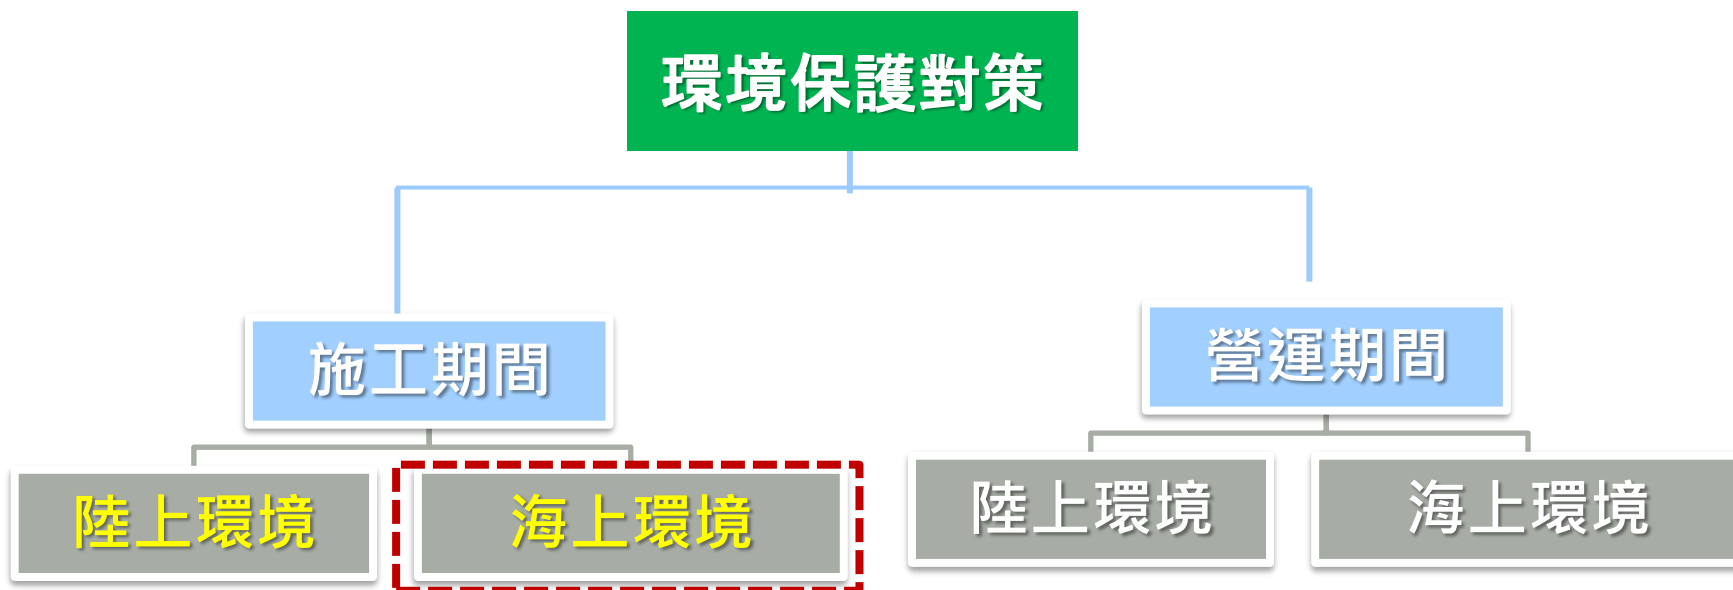 環境保護對策
施工期間
營運期間
陸上環境
海上環境
陸上環境
海上環境